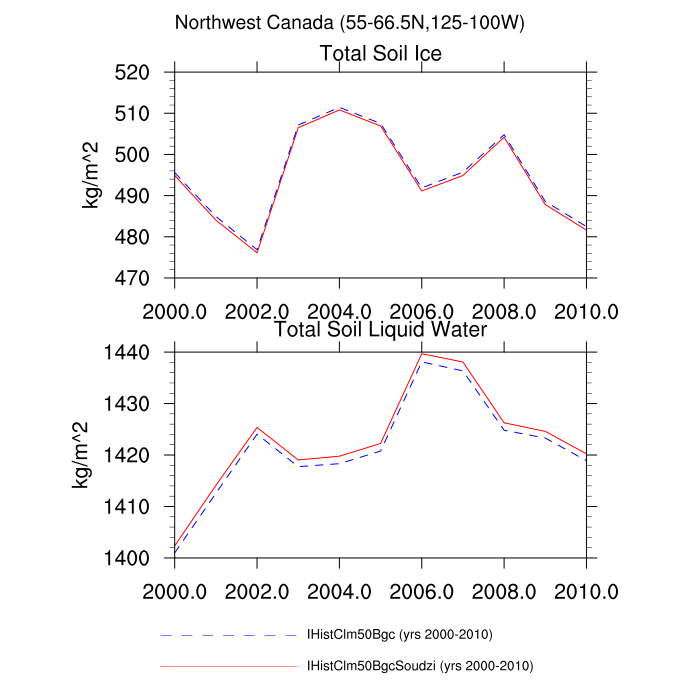 Northwest Canada (55-66.5N,125-100W)
Total Soil Ice
520
510
500
490
480
470
kg/m^2
2000.0 2002.0 2004.0 2006.0 2008.0 2010.0
Total Soil Liquid Water
1440
1430
1420
1410
1400
kg/m^2
2000.0 2002.0 2004.0 2006.0 2008.0 2010.0
IHistClm50Bgc (yrs 2000-2010)
IHistClm50BgcSoudzi (yrs 2000-2010)